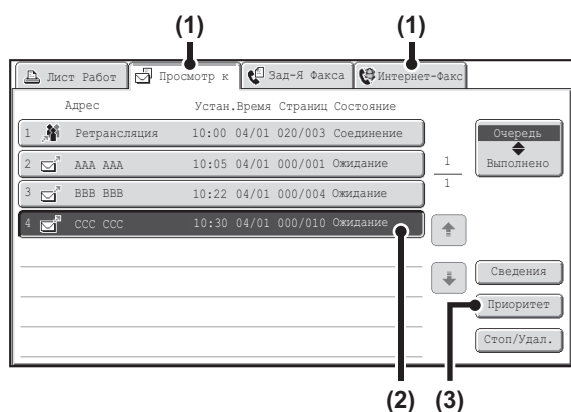 (1) (1)
Лист Работ Просмотр к Зад-Я Факса Интернет-Факс
Адрес Устан.Время Страниц Состояние
1 Ретрансляция 10:00 04/01 020/003 Соединение
2 AAA AAA 10:05 04/01 000/001 Ожидание
3 BBB BBB 10:22 04/01 000/004 Ожидание
4 CCC CCC 10:30 04/01 000/010 Ожидание
1
1
Очередь
Выполнено
Сведения
Приоритет
Стоп/Удал.
(2) (3)